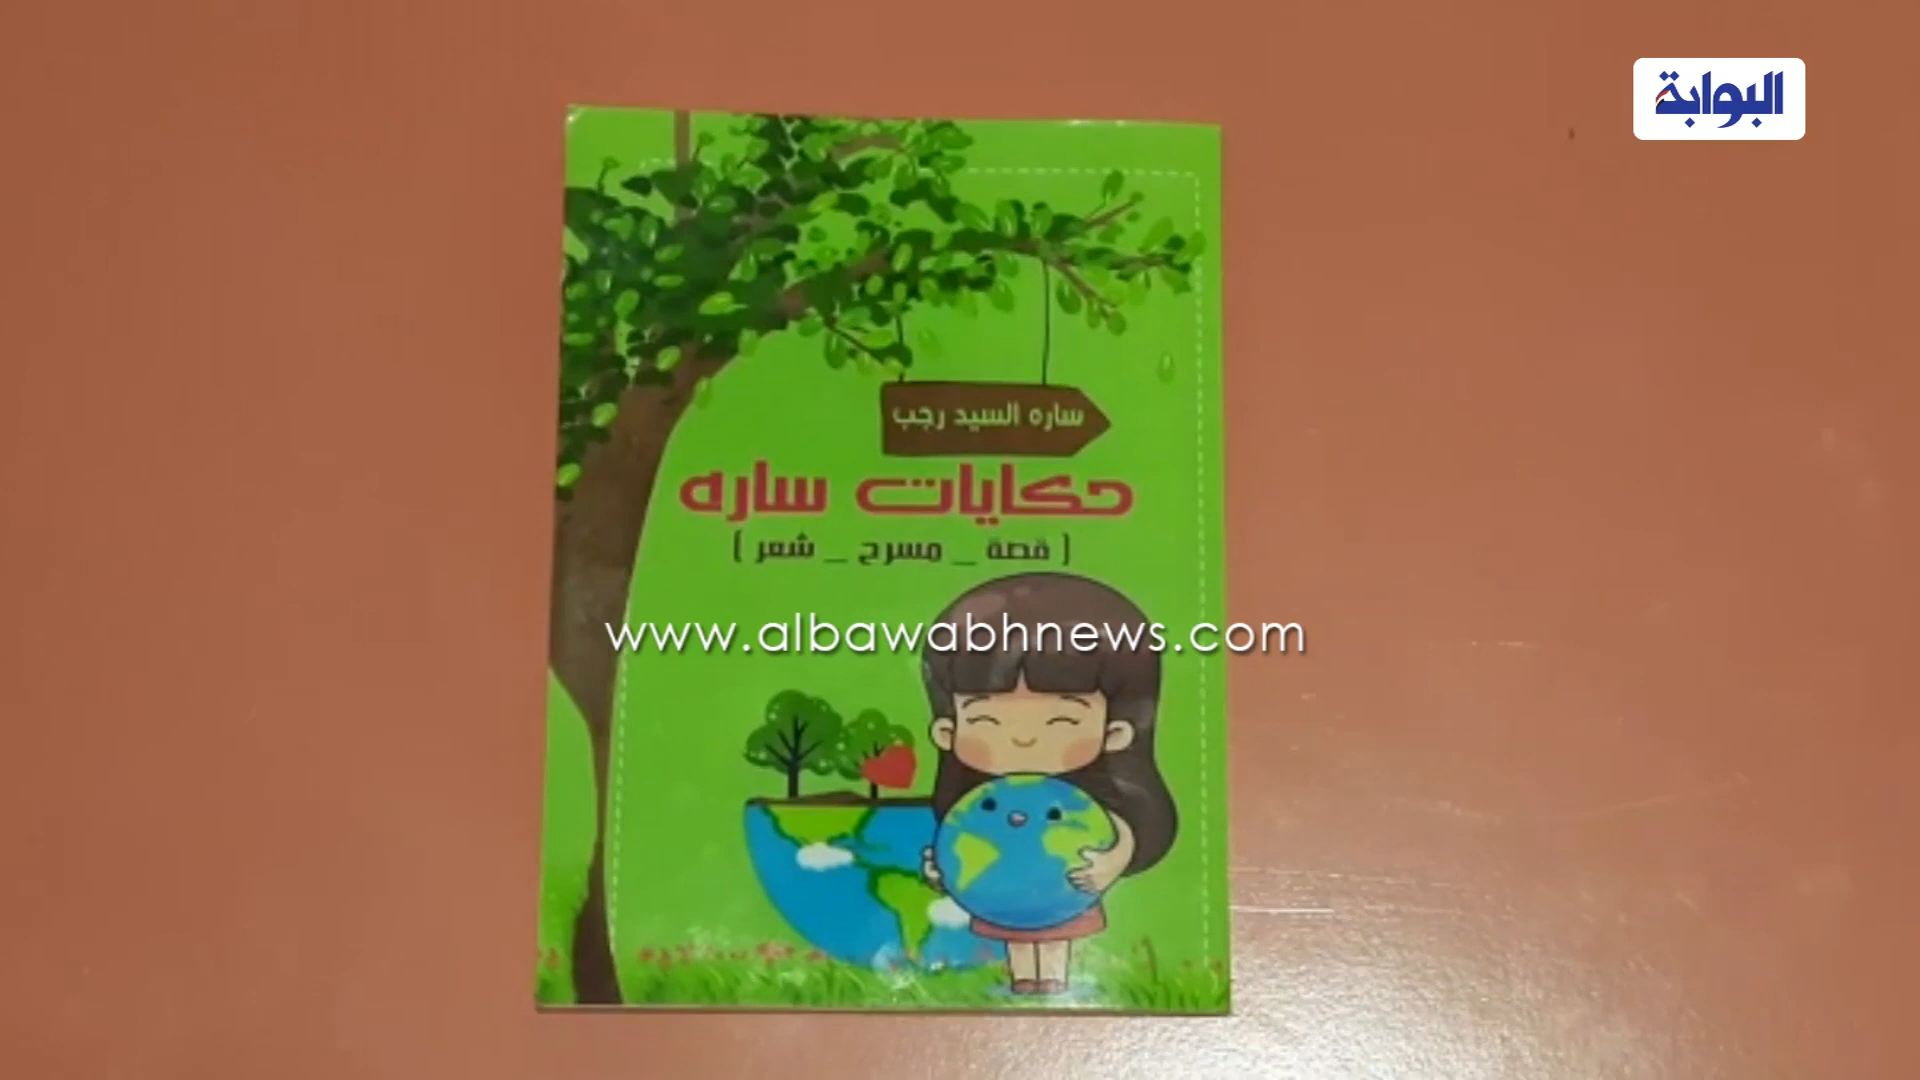 البوابة
ساره السيد رجب
حكايات ساره
( قصة _ مسرح _ شعر )
www.albawabhnews.com